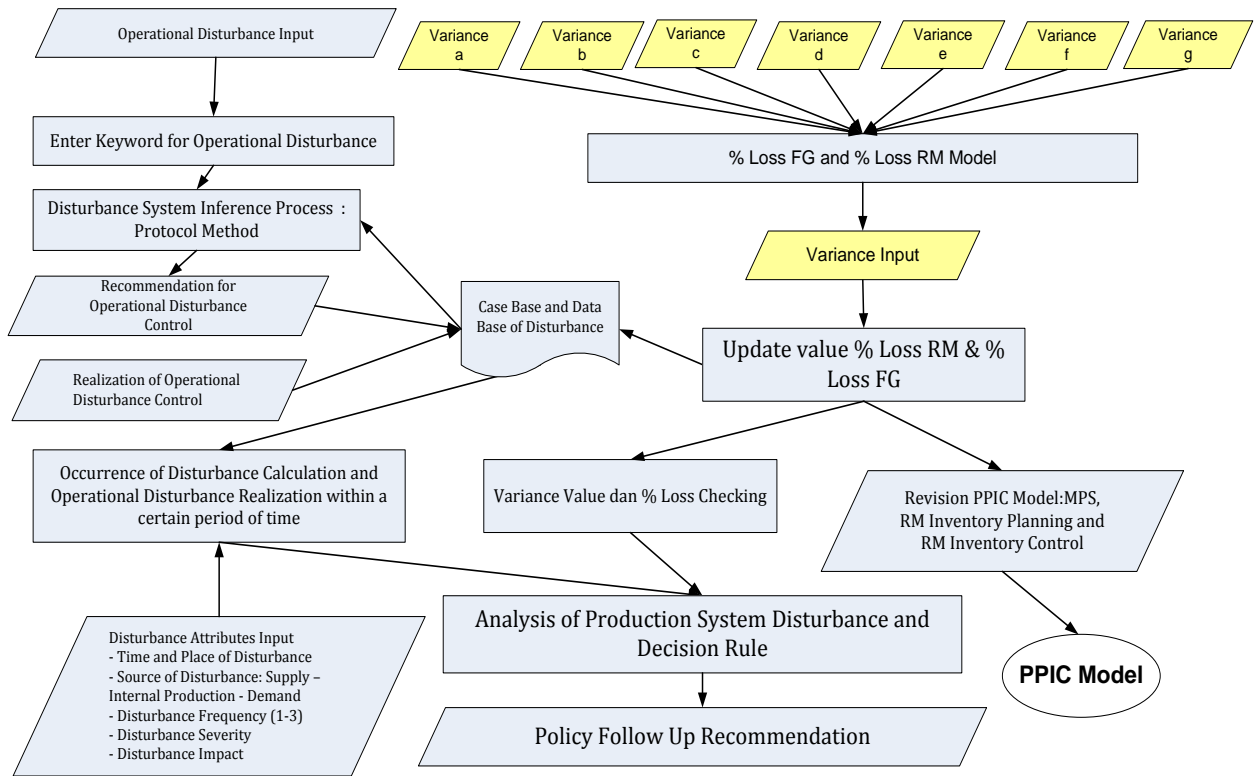 Operational Disturbance Input
Variance
a
Variance
b
Variance
c
Variance
d
Variance
e
Variance
f
Variance
g
Enter Keyword for Operational Disturbance
% Loss FG and % Loss RM Model
Disturbance System Inference Process :
Protocol Method
Variance Input
Recommendation for
Operational Disturbance
Control
Case Base and Data
Base of Disturbance
Update value % Loss RM & %
Loss FG
Realization of Operational
Disturbance Control
Occurrence of Disturbance Calculation and
Operational Disturbance Realization within a
certain period of time
Variance Value dan % Loss Checking
Revision PPIC Model:MPS,
RM Inventory Planning and
RM Inventory Control
Disturbance Attributes Input
- Time and Place of Disturbance
- Source of Disturbance: Supply –
Internal Production - Demand
- Disturbance Frequency (1-3)
- Disturbance Severity
- Disturbance Impact
Analysis of Production System Disturbance and
Decision Rule
PPIC Model
Policy Follow Up Recommendation